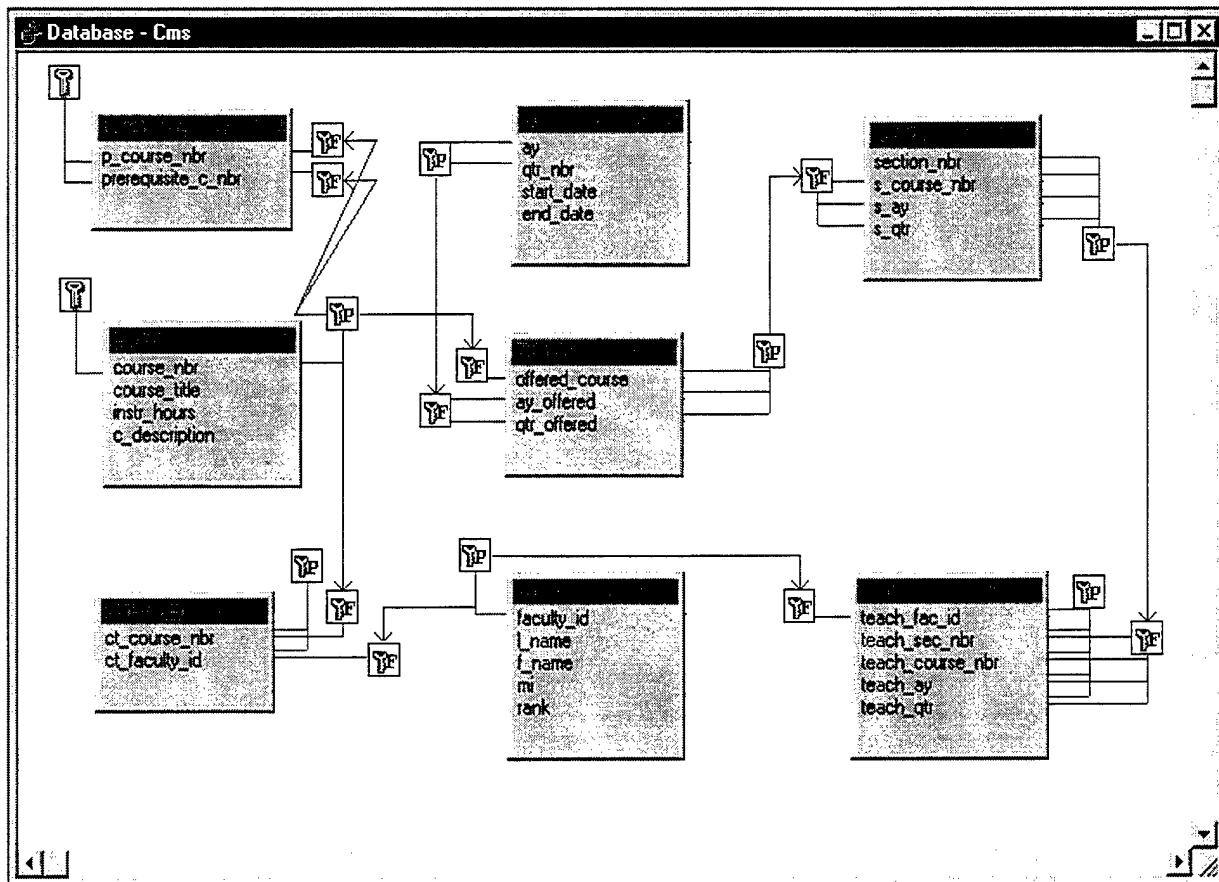 Database - Cms
p_course_nbr
prerequisite_c_nbr
ay
qtr_nbr
start_date
end_date
section_nbr
s_course_nbr
s_ay
s_qtr
course_nbr
course_title
instr_hours
c_description
offered_course
ay_offered
qtr_offered
ct_course_nbr
ct_faculty_id
faculty_id
l_name
f_name
mi
rank
teach_fac_id
teach_sec_nbr
teach_course_nbr
teach_ay
teach_qtr
F
F
P
F
P
P
F
P
F
P
F
P
F
P
F
P
F